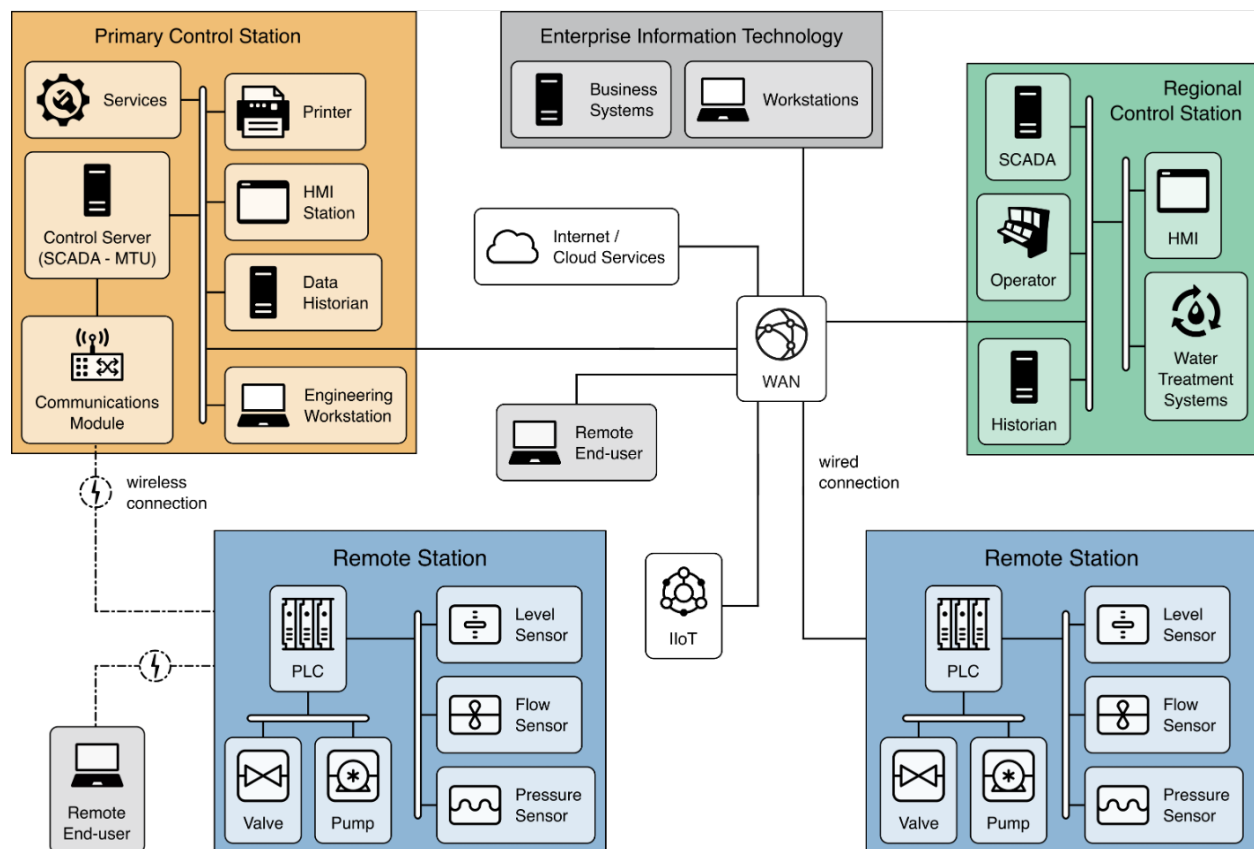 Primary Control Station
Services
Printer
Control Server
(SCADA - MTU)
HMI
Station
Data
Historian
Communications
Module
Engineering
Workstation
Enterprise Information Technology
Business
Systems
Workstations
Internet /
Cloud Services
WAN
Remote
End-user
Regional
Control Station
SCADA
Operator
Historian
HMI
Water
Treatment
Systems
wireless
connection
wired
connection
IIoT
Remote Station
PLC
Level
Sensor
Flow
Sensor
Pressure
Sensor
Valve
Pump
Remote
End-user
Remote Station
PLC
Level
Sensor
Flow
Sensor
Pressure
Sensor
Valve
Pump